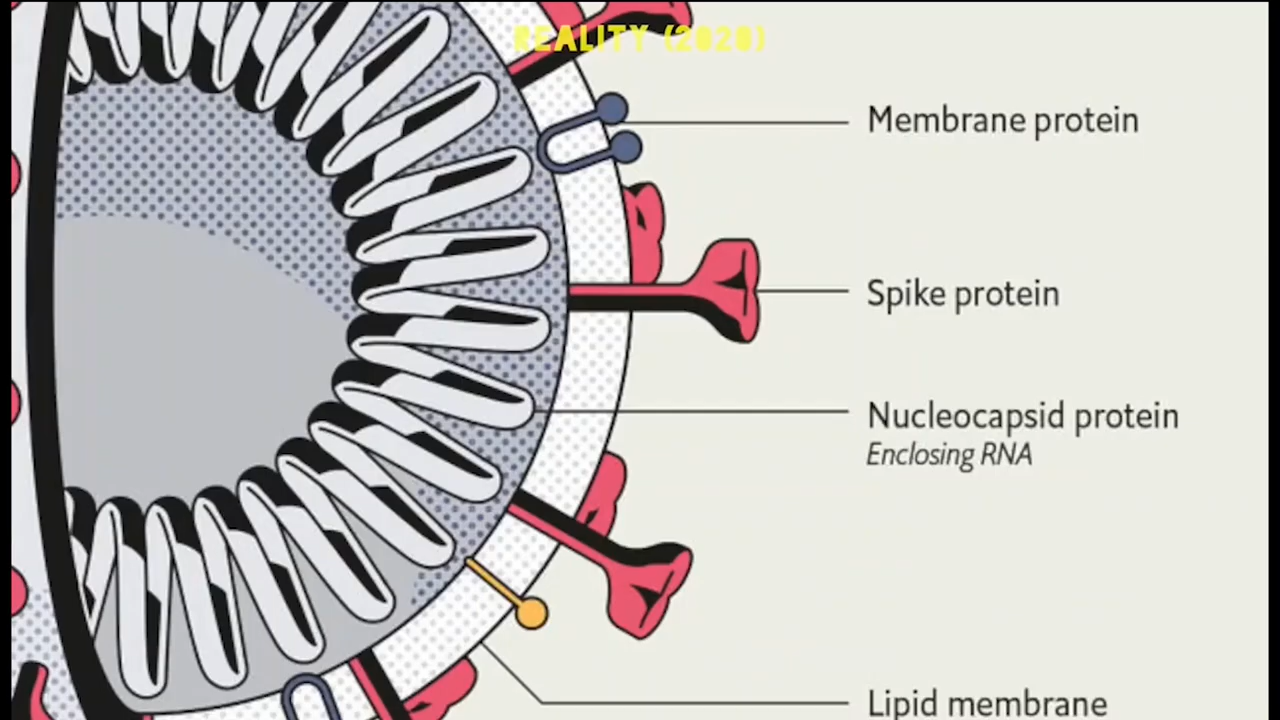 REALITY (2020)
Membrane protein
Spike protein
Nucleocapsid protein
Enclosing RNA
Lipid membrane